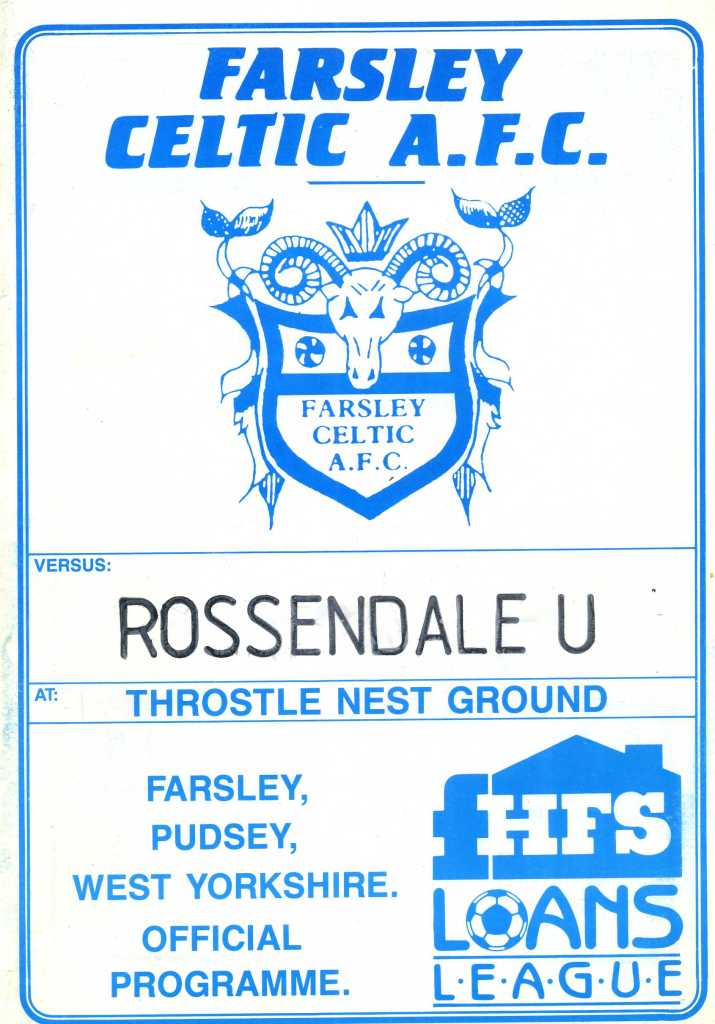 FARSLEY
CELTIC A.F.C.
FARSLEY
CELTIC
A.F.C.
VERSUS:
ROSSENDALE U
AT:
THROSTLE NEST GROUND
FARSLEY,
PUDSEY,
WEST YORKSHIRE.
OFFICIAL
PROGRAMME.
f HFS
LOANS
L·E·A·G·U·E